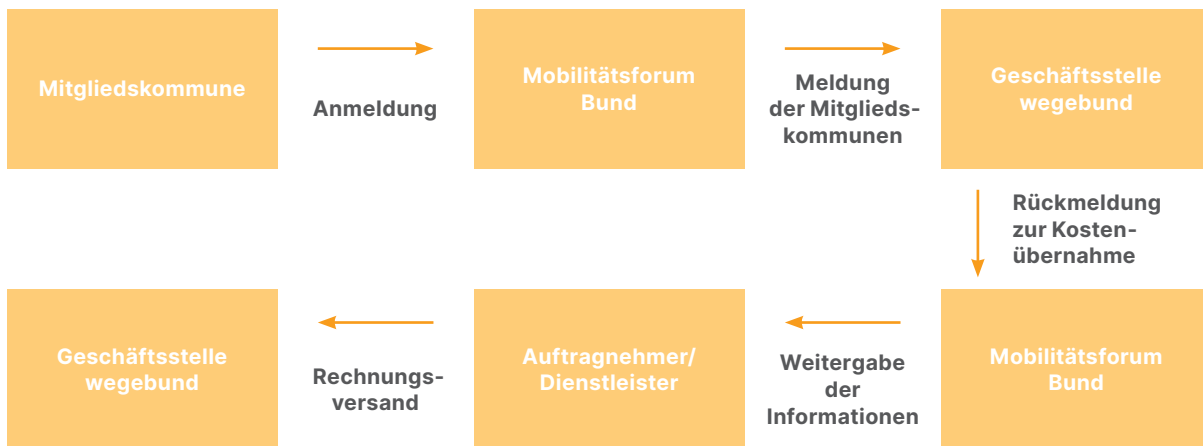 Mitgliedskommune
Anmeldung
Mobilitätsforum
Bund
Meldung
der Mitglieds-
kommunen
Geschäftsstelle
wegebund
Rückmeldung
zur Kosten-
übernahme
Mobilitätsforum
Bund
Weitergabe
der
Informationen
Auftragnehmer/
Dienstleister
Rechnungs-
versand
Geschäftsstelle
wegebund